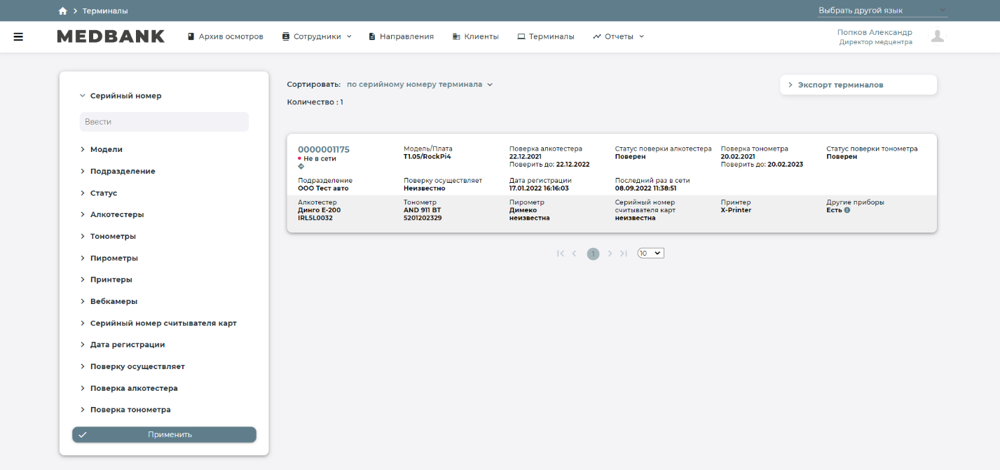 Терминалы
Выбрать другой язык
MEDBANK
Архив осмотров
Сотрудники
Направления
Клиенты
Терминалы
Отчеты
Попков Александр
Директор медцентра
Серийный номер
Ввести
Модели
Подразделение
Статус
Алкотестеры
Тонометры
Пирометры
Принтеры
Вебкамеры
Серийный номер считывателя карт
Дата регистрации
Поверку осуществляет
Поверка алкотестера
Поверка тонометра
Применить
Сортировать: по серийному номеру терминала
Количество : 1
Экспорт терминалов
0000001175
Не в сети
Модель/Плата
T1.05/RockPi4
Поверка алкотестера
22.12.2021
Поверить до: 22.12.2022
Статус поверки алкотестера
Поверен
Поверка тонометра
20.02.2021
Поверить до: 20.02.2023
Статус поверки тонометра
Поверен
Подразделение
ООО Тест авто
Поверку осуществляет
Неизвестно
Дата регистрации
17.01.2022 16:16:03
Последний раз в сети
08.09.2022 11:38:51
Алкотестер
Динго Е-200
IRL5L0032
Тонометр
AND 911 BT
5201202329
Пирометр
Димеко
неизвестна
Серийный номер
считывателя карт
неизвестна
Принтер
X-Printer
Другие приборы
Есть
1
10